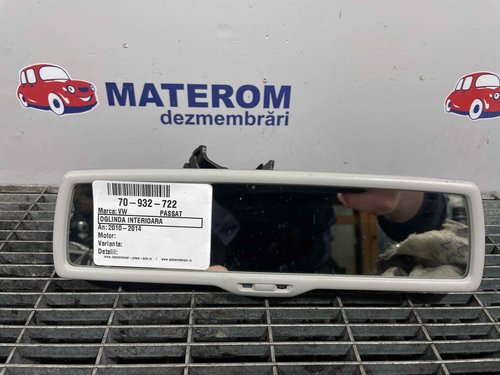 MATEROM
dezmembrări
70-932-722
Marca: VW PASSAT
OGLINDA INTERIOARA
An: 2010-2014
Motor:
Varianta:
Detalii: